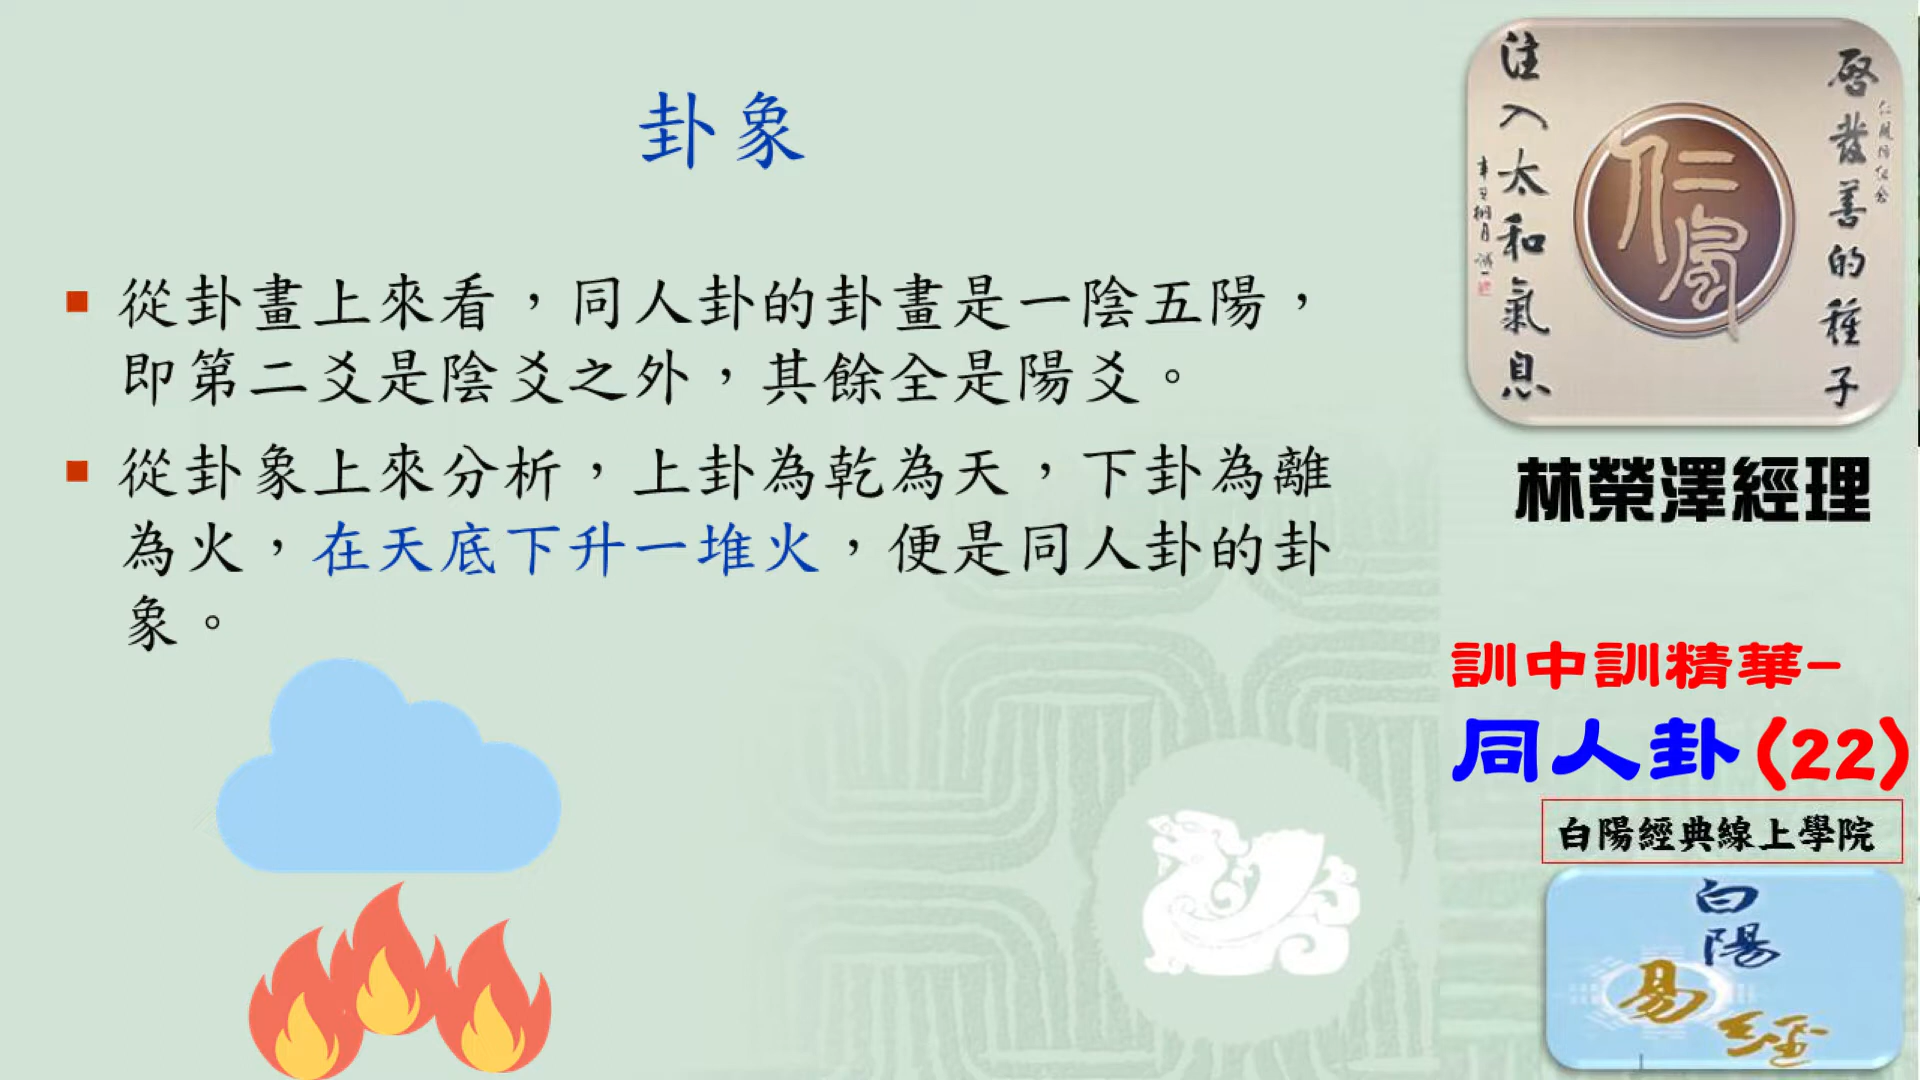 卦象
從卦畫上來看，同人卦的卦畫是一陰五陽，
即第二爻是陰爻之外，其餘全是陽爻。
從卦象上來分析，上卦為乾為天，下卦為離
為火，在天底下升一堆火，便是同人卦的卦
象。
啓發善的種子
仁風
注入太和氣息
林榮澤經理
訓中訓精華-
同人卦(22)
白陽經典線上學院
白陽
易經